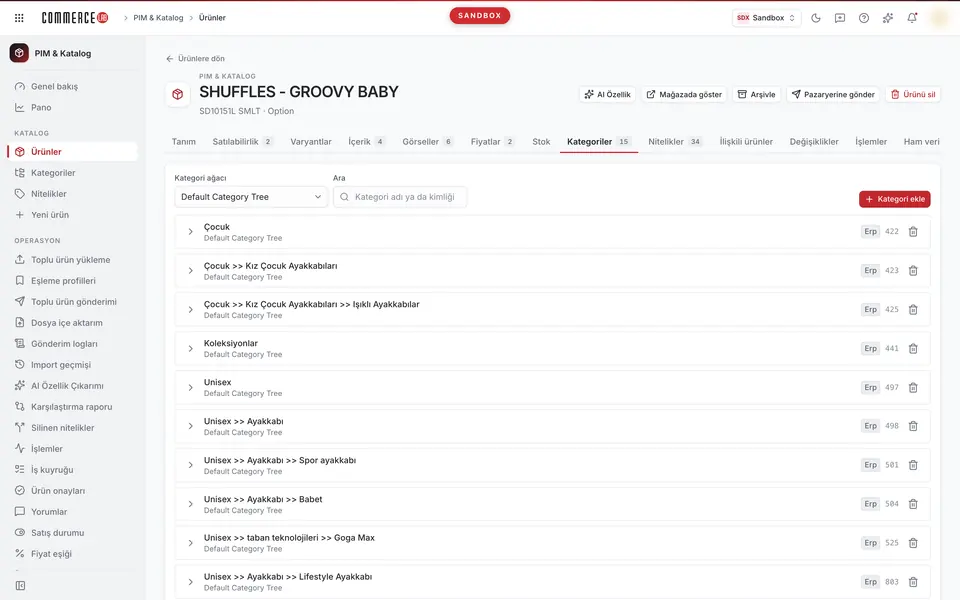 COMMERCE LAB
PIM & Katalog
Ürünler
SANDBOX
SDX Sandbox
PIM & Katalog
Genel bakış
Pano
KATALOG
Ürünler
Kategoriler
Nitelikler
Yeni ürün
OPERASYON
Toplu ürün yükleme
Eşleme profilleri
Toplu ürün gönderimi
Dosya içe aktarım
Gönderim logları
Import geçmişi
AI Özellik Çıkarımı
Karşılaştırma raporu
Silinen nitelikler
İşlemler
İş kuyruğu
Ürün onayları
Yorumlar
Satış durumu
Fiyat eşiği
Ürünlere dön
PIM & KATALOG
SHUFFLES - GROOVY BABY
SD10151L SMLT · Option
AI Özellik
Mağazada göster
Arşivle
Pazaryerine gönder
Ürünü sil
Tanım
Satılabilirlik 2
Varyantlar
İçerik 4
Görseller 6
Fiyatlar 2
Stok
Kategoriler 15
Nitelikler 34
İlişkili ürünler
Değişiklikler
İşlemler
Ham veri
Kategori ağacı
Ara
Default Category Tree
Kategori adı ya da kimliği
+ Kategori ekle
Çocuk
Default Category Tree
Erp 422
Çocuk >> Kız Çocuk Ayakkabıları
Default Category Tree
Erp 423
Çocuk >> Kız Çocuk Ayakkabıları >> Işıklı Ayakkabılar
Default Category Tree
Erp 425
Koleksiyonlar
Default Category Tree
Erp 441
Unisex
Default Category Tree
Erp 497
Unisex >> Ayakkabı
Default Category Tree
Erp 498
Unisex >> Ayakkabı >> Spor ayakkabı
Default Category Tree
Erp 501
Unisex >> Ayakkabı >> Babet
Default Category Tree
Erp 504
Unisex >> taban teknolojileri >> Goga Max
Default Category Tree
Erp 525
Unisex >> Ayakkabı >> Lifestyle Ayakkabı
Default Category Tree
Erp 803